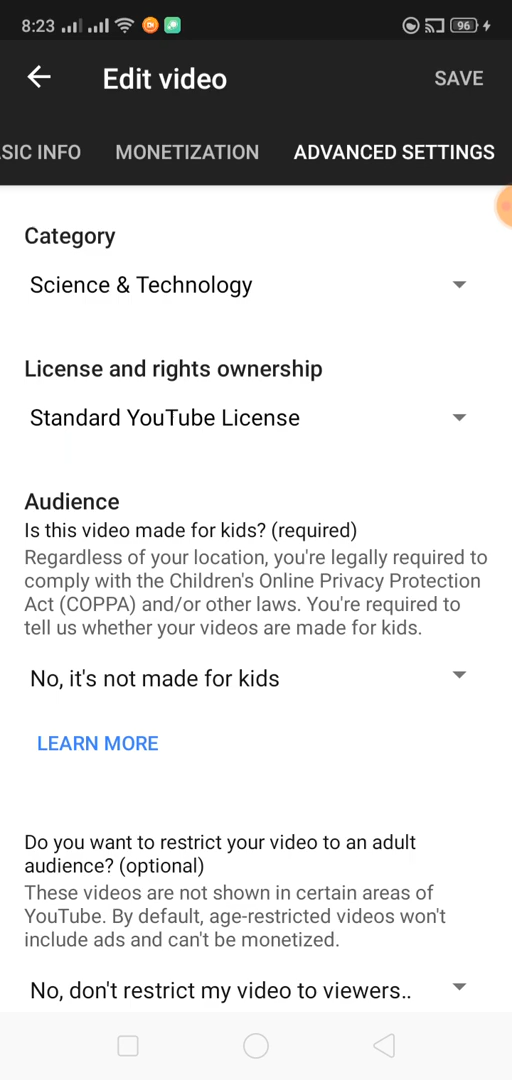 8:23
96
Edit video
SAVE
SIC INFO
MONETIZATION
ADVANCED SETTINGS
Category
Science & Technology
License and rights ownership
Standard YouTube License
Audience
Is this video made for kids? (required)
Regardless of your location, you're legally required to
comply with the Children's Online Privacy Protection
Act (COPPA) and/or other laws. You're required to
tell us whether your videos are made for kids.
No, it's not made for kids
LEARN MORE
Do you want to restrict your video to an adult
audience? (optional)
These videos are not shown in certain areas of
YouTube. By default, age-restricted videos won't
include ads and can't be monetized.
No, don't restrict my video to viewers..